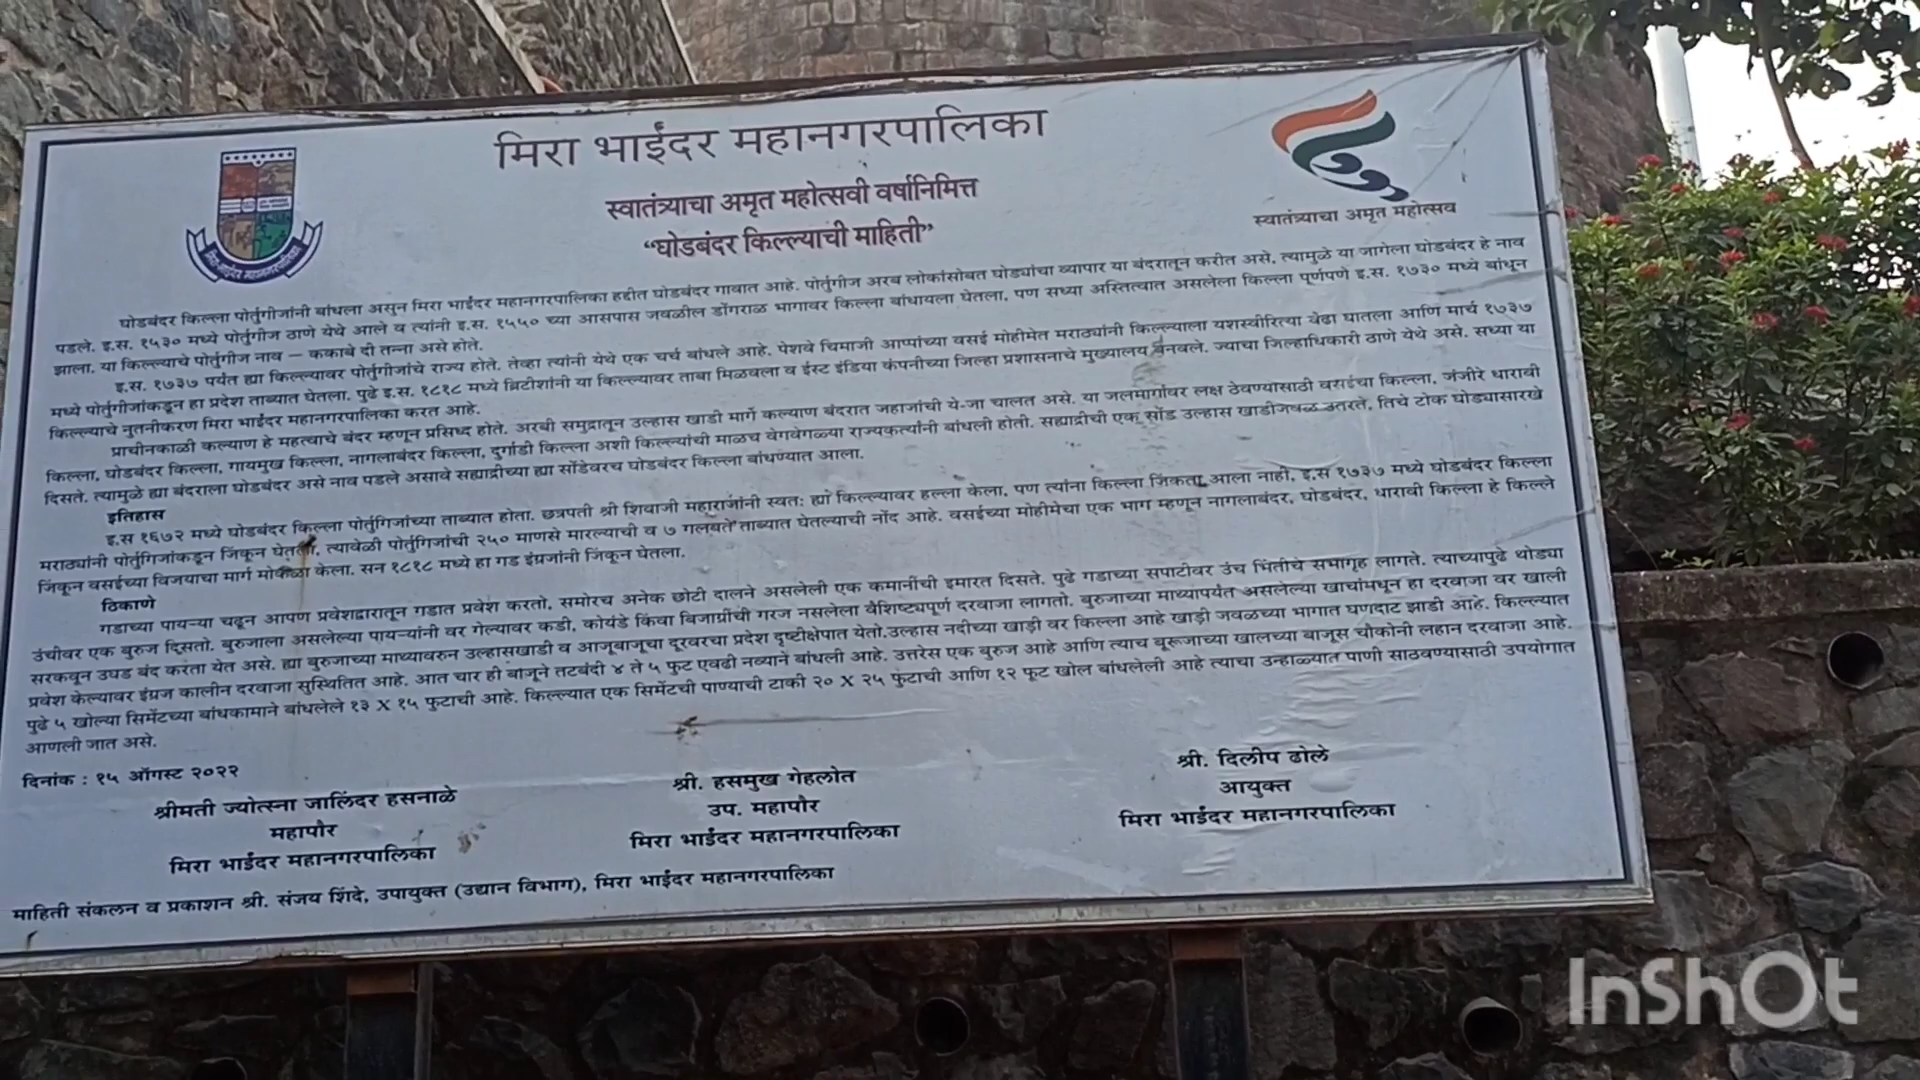 मिरा भाईंदर महानगरपालिका
स्वातंत्र्याचा अमृत महोत्सवी वर्षानिमित्त
“घोडबंदर किल्ल्याची माहिती”
स्वातंत्र्याचा अमृत महोत्सव
मिरा-भाईंदर महानगरपालिका
घोडबंदर किल्ला पोर्तुगीजांनी बांधला असुन मिरा भाईंदर महानगरपालिका हद्दीत घोडबंदर गावात आहे. पोर्तुगीज अरब लोकांसोबत घोड्यांचा व्यापार या बंदरातून करीत असे. त्यामुळे या जागेला घोडबंदर हे नाव
पडले. इ.स. १५३० मध्ये पोर्तुगीज ठाणे येथे आले व त्यांनी इ.स. १५५० च्या आसपास जवळील डोंगराळ भागावर किल्ला बांधायला घेतला. पण सध्या अस्तित्वात असलेला किल्ला पूर्णपणे इ.स. १७३० मध्ये बांधून
झाला. या किल्ल्याचे पोर्तुगीज नाव – ककाबे दी तन्ना असे होते.
इ.स. १७३७ पर्यंत ह्या किल्ल्यावर पोर्तुगीजांचे राज्य होते. तेव्हा त्यांनी येथे एक चर्च बांधले आहे. पेशवे चिमाजी आप्पांच्या वसई मोहीमेत मराठ्यांनी किल्ल्याला यशस्वीरित्या वेढा घातला आणि मार्च १७३७
मध्ये पोर्तुगीजांकडून हा प्रदेश ताब्यात घेतला. पुढे इ.स. १८१८ मध्ये ब्रिटीशांनी या किल्ल्यावर ताबा मिळवला व ईस्ट इंडिया कंपनीच्या जिल्हा प्रशासनाचे मुख्यालय बनवले. ज्याचा जिल्हाधिकारी ठाणे येथे असे. सध्या या
किल्ल्याचे नुतनीकरण मिरा भाईंदर महानगरपालिका करत आहे.
प्राचीनकाळी कल्याण हे महत्वाचे बंदर म्हणून प्रसिध्द होते. अरबी समुद्रातून उल्हास खाडी मार्गे कल्याण बंदरात जहाजांची ये-जा चालत असे. या जलमार्गावर लक्ष ठेवण्यासाठी वसईचा किल्ला, जंजीरे धारावी
किल्ला, घोडबंदर किल्ला, गायमुख किल्ला, नागलाबंदर किल्ला, दुर्गाडी किल्ला अशी किल्ल्यांची माळच वेगवेगळ्या राज्यकर्त्यांनी बांधली होती. सह्याद्रीची एक सोंड उल्हास खाडीजवळ उतरते, तिचे टोक घोड्यासारखे
दिसते. त्यामुळे ह्या बंदराला घोडबंदर असे नाव पडले असावे सह्याद्रीच्या ह्या सोंडेवरच घोडबंदर किल्ला बांधण्यात आला.
इतिहास
इ.स १६७२ मध्ये घोडबंदर किल्ला पोर्तुगिजांच्या ताब्यात होता. छत्रपती श्री शिवाजी महाराजांनी स्वतः ह्या किल्ल्यावर हल्ला केला, पण त्यांना किल्ला जिंकता आला नाही, इ.स १७३७ मध्ये घोडबंदर किल्ला
मराठ्यांनी पोर्तुगिजांकडून जिंकून घेतला. त्यावेळी पोर्तुगिजांची २५० माणसे मारल्याची व ७ गलबते ताब्यात घेतल्याची नोंद आहे. वसईच्या मोहीमेचा एक भाग म्हणून नागलाबंदर, घोडबंदर, धारावी किल्ला हे किल्ले
जिंकून वसईच्या विजयाचा मार्ग मोकळा केला. सन १८१८ मध्ये हा गड इंग्रजांनी जिंकून घेतला.
ठिकाणे
गडाच्या पायऱ्या चढून आपण प्रवेशद्वारातून गडात प्रवेश करतो, समोरच अनेक छोटी दालने असलेली एक कमानींची इमारत दिसते. पुढे गडाच्या सपाटीवर उंच भिंतीचे सभागृह लागते. त्याच्यापुढे थोड्या
उंचीवर एक बुरुज दिसतो. बुरुजाला असलेल्या पायऱ्यांनी वर गेल्यावर कडी, कोयंडे किंवा बिजाग्रींची गरज नसलेला वैशिष्ट्यपूर्ण दरवाजा लागतो. बुरुजाच्या माथ्यापर्यंत असलेल्या खाचांमधून हा दरवाजा वर खाली
सरकवून उघड बंद करता येत असे. ह्या बुरुजाच्या माथ्यावरुन उल्हासखाडी व आजूबाजूचा दूरवरचा प्रदेश दृष्टीक्षेपात येतो.उल्हास नदीच्या खाडी वर किल्ला आहे खाडी जवळच्या भागात घणदाट झाडी आहे. किल्ल्यात
प्रवेश केल्यावर इंग्रज कालीन दरवाजा सुस्थितित आहे. आत चार ही बाजूने तटबंदी ४ ते ५ फुट एवढी नव्याने बांधली आहे. उत्तरेस एक बुरुज आहे आणि त्याच बूरूजाच्या खालच्या बाजूस चौकोनी लहान दरवाजा आहे.
पुढे ५ खोल्या सिमेंटच्या बांधकामाने बांधलेले १३ X १५ फुटाची आहे. किल्ल्यात एक सिमेंटची पाण्याची टाकी २० X २५ फुटाची आणि १२ फूट खोल बांधलेली आहे त्याचा उन्हाळ्यात पाणी साठवण्यासाठी उपयोगात
आणली जात असे.
दिनांक : १५ ऑगस्ट २०२२
श्रीमती ज्योत्स्ना जालिंदर हसनाळे
महापौर
मिरा भाईंदर महानगरपालिका
श्री. हसमुख गेहलोत
उप. महापौर
मिरा भाईंदर महानगरपालिका
श्री. दिलीप ढोले
आयुक्त
मिरा भाईंदर महानगरपालिका
माहिती संकलन व प्रकाशन श्री. संजय शिंदे, उपायुक्त (उद्यान विभाग), मिरा भाईंदर महानगरपालिका
InShOt